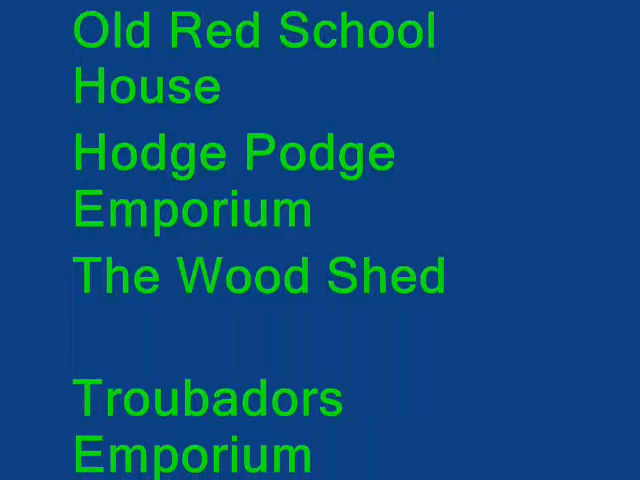 Old Red School
House
Hodge Podge
Emporium
The Wood Shed
Troubadors
Emporium